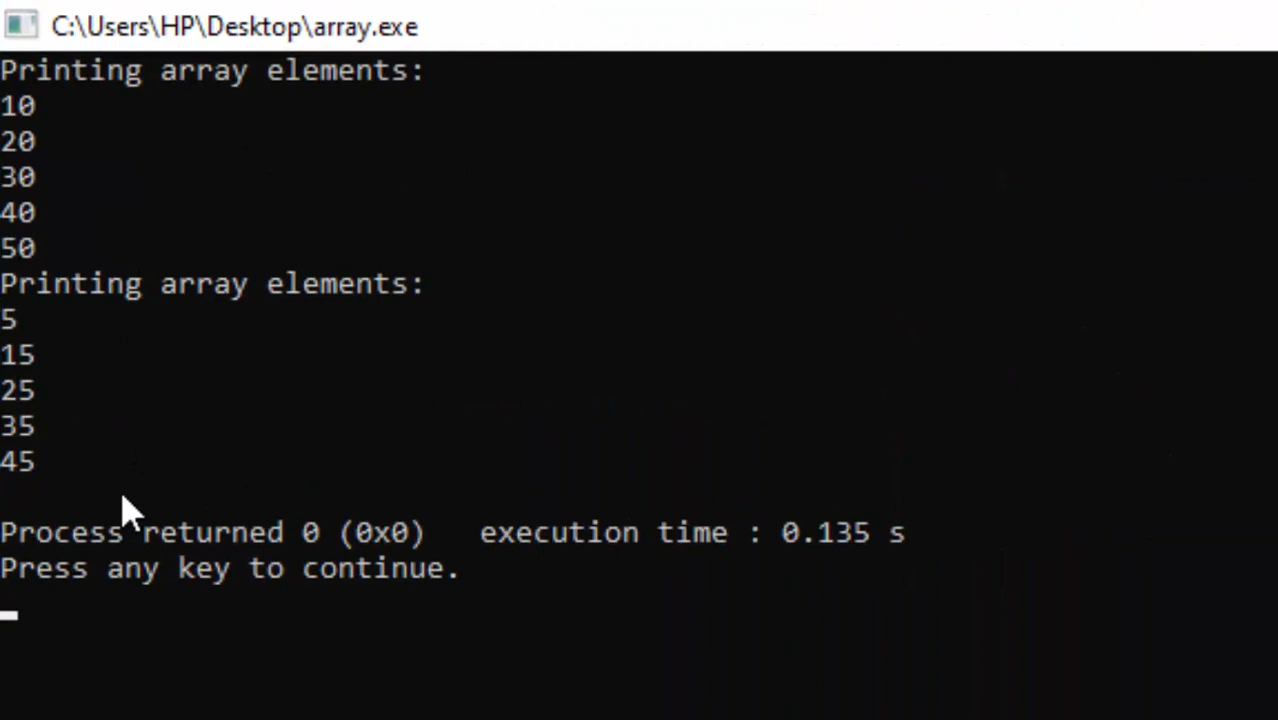 C:\Users\HP\Desktop\array.exe
Printing array elements:
10
20
30
40
50
Printing array elements:
5
15
25
35
45
Process returned 0 (0x0)   execution time : 0.135 s
Press any key to continue.